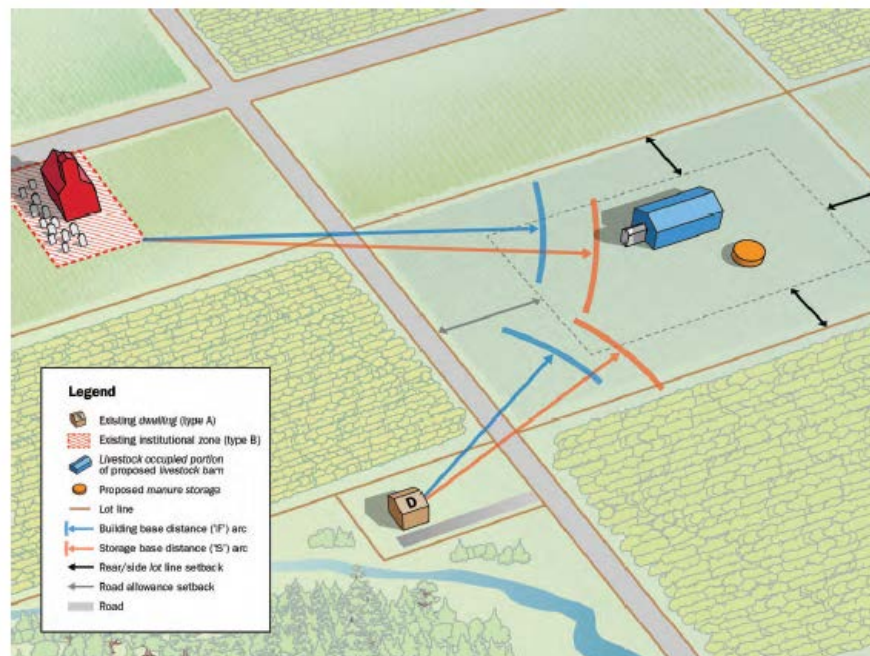 D
Legend
Existing dwelling (type A)
Existing institutional zone (type B)
Livestock occupied portion
of proposed livestock barn
Proposed manure storage
Lot line
Building base distance ('F') arc
Storage base distance ('S') arc
Rear/side lot line setback
Road allowance setback
Road